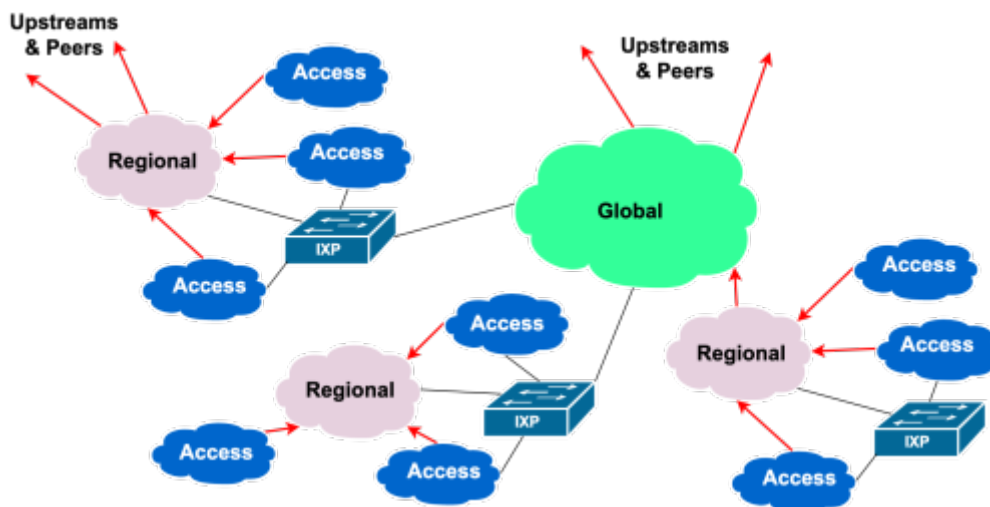 Upstreams
& Peers
Upstreams
& Peers
Access
Access
Regional
Global
IXP
Access
Access
Access
Access
Regional
Regional
IXP
IXP
Access
Access
Access